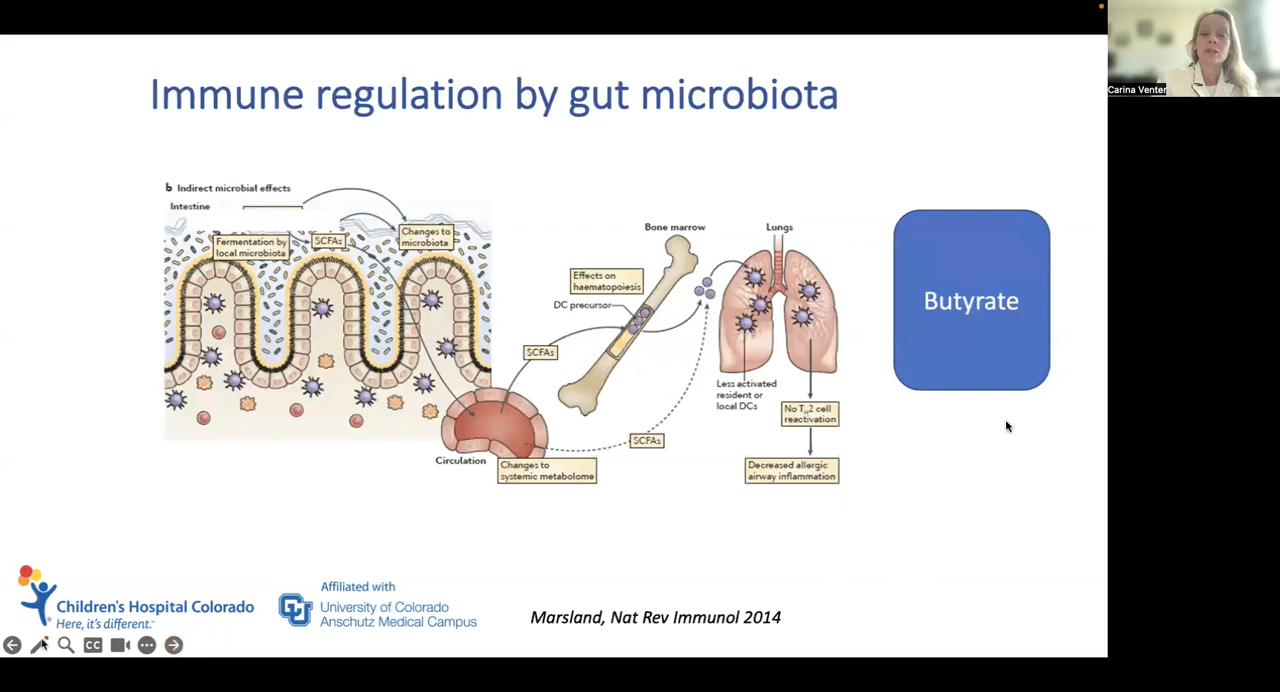 Carina Venter
Immune regulation by gut microbiota
b Indirect microbial effects
Intestine
Fermentation by
local microbiota
SCFAs
Changes to
microbiota
Circulation
Changes to
systemic metabolome
SCFAs
SCFAs
Bone marrow
Effects on
haematopoiesis
DC precursor
Lungs
Less activated
resident or
local DCs
No TH2 cell
reactivation
Decreased allergic
airway inflammation
Butyrate
Children's Hospital Colorado
Here, it's different.™
Affiliated with
University of Colorado
Anschutz Medical Campus
Marsland, Nat Rev Immunol 2014
CC